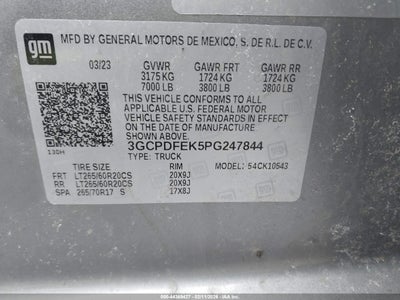 gm
MFD BY GENERAL MOTORS DE MEXICO, S. DE R.L. DE C.V.
03/23 GVWR GAWR FRT GAWR RR
3175 KG 1724 KG 1724 KG
7000 LB 3800 LB 3800 LB
THIS VEHICLE CONFORMS TO ALL
APPLICABLE U.S. FEDERAL MOTOR
VEHICLE SAFETY STANDARDS IN
EFFECT ON THE DATE OF
MANUFACTURE SHOWN ABOVE.
3GCPDFEK5PG247844
TYPE: TRUCK
130H
TIRE SIZE RIM MODEL: 54CK10543
FRT LT265/60R20CS 20X9J
RR LT265/60R20CS 20X9J
SPA 265/70R17 S 17X8J